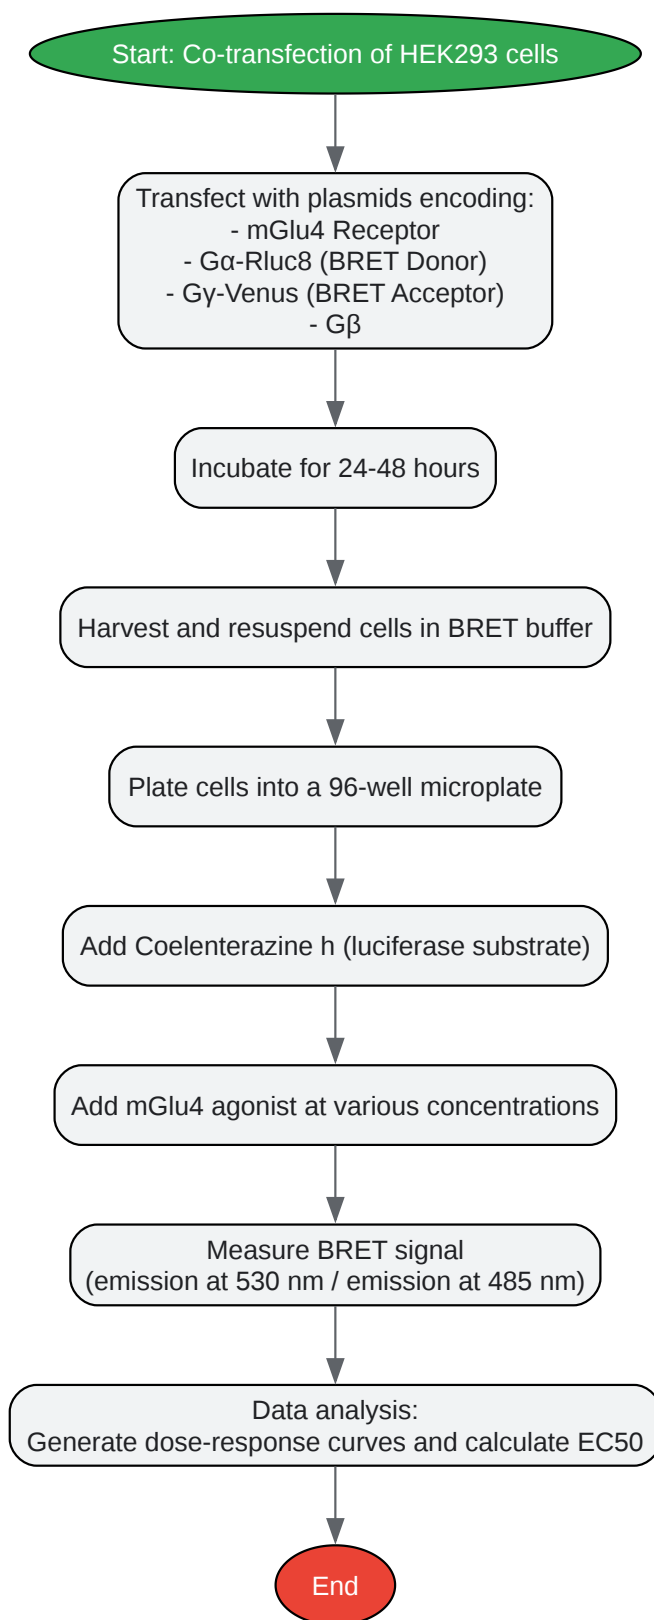 Start: Co-transfection of HEK293 cells
Transfect with plasmids encoding:
- mGlu4 Receptor
- Gα-Rluc8 (BRET Donor)
- Gγ-Venus (BRET Acceptor)
- Gβ
Incubate for 24-48 hours
Harvest and resuspend cells in BRET buffer
Plate cells into a 96-well microplate
Add Coelenterazine h (luciferase substrate)
Add mGlu4 agonist at various concentrations
Measure BRET signal
(emission at 530 nm / emission at 485 nm)
Data analysis:
Generate dose-response curves and calculate EC50
End